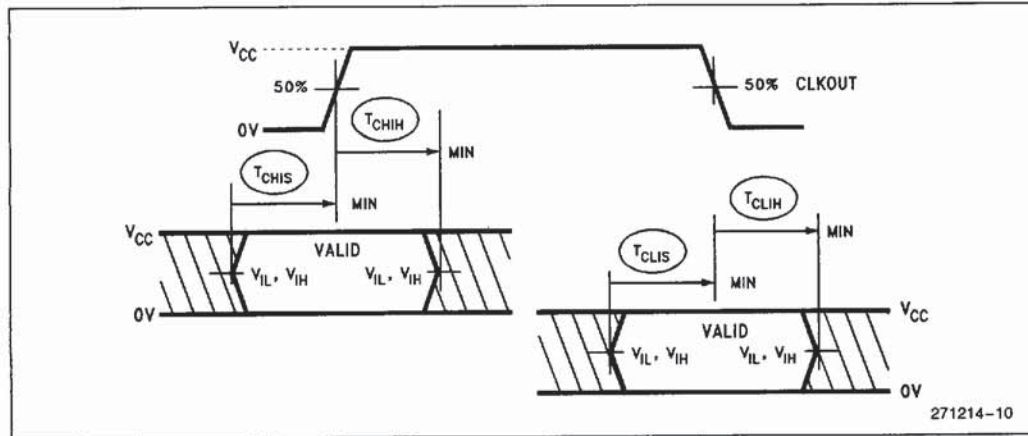 VCC
50%
50% CLKOUT
0V
TCHIH
MIN
TCHIS
MIN
TCLIH
MIN
VCC
VALID
TCLIS
MIN
VIL, VIH
VIL, VIH
0V
VCC
VALID
VIL, VIH
VIL, VIH
0V
271214-10